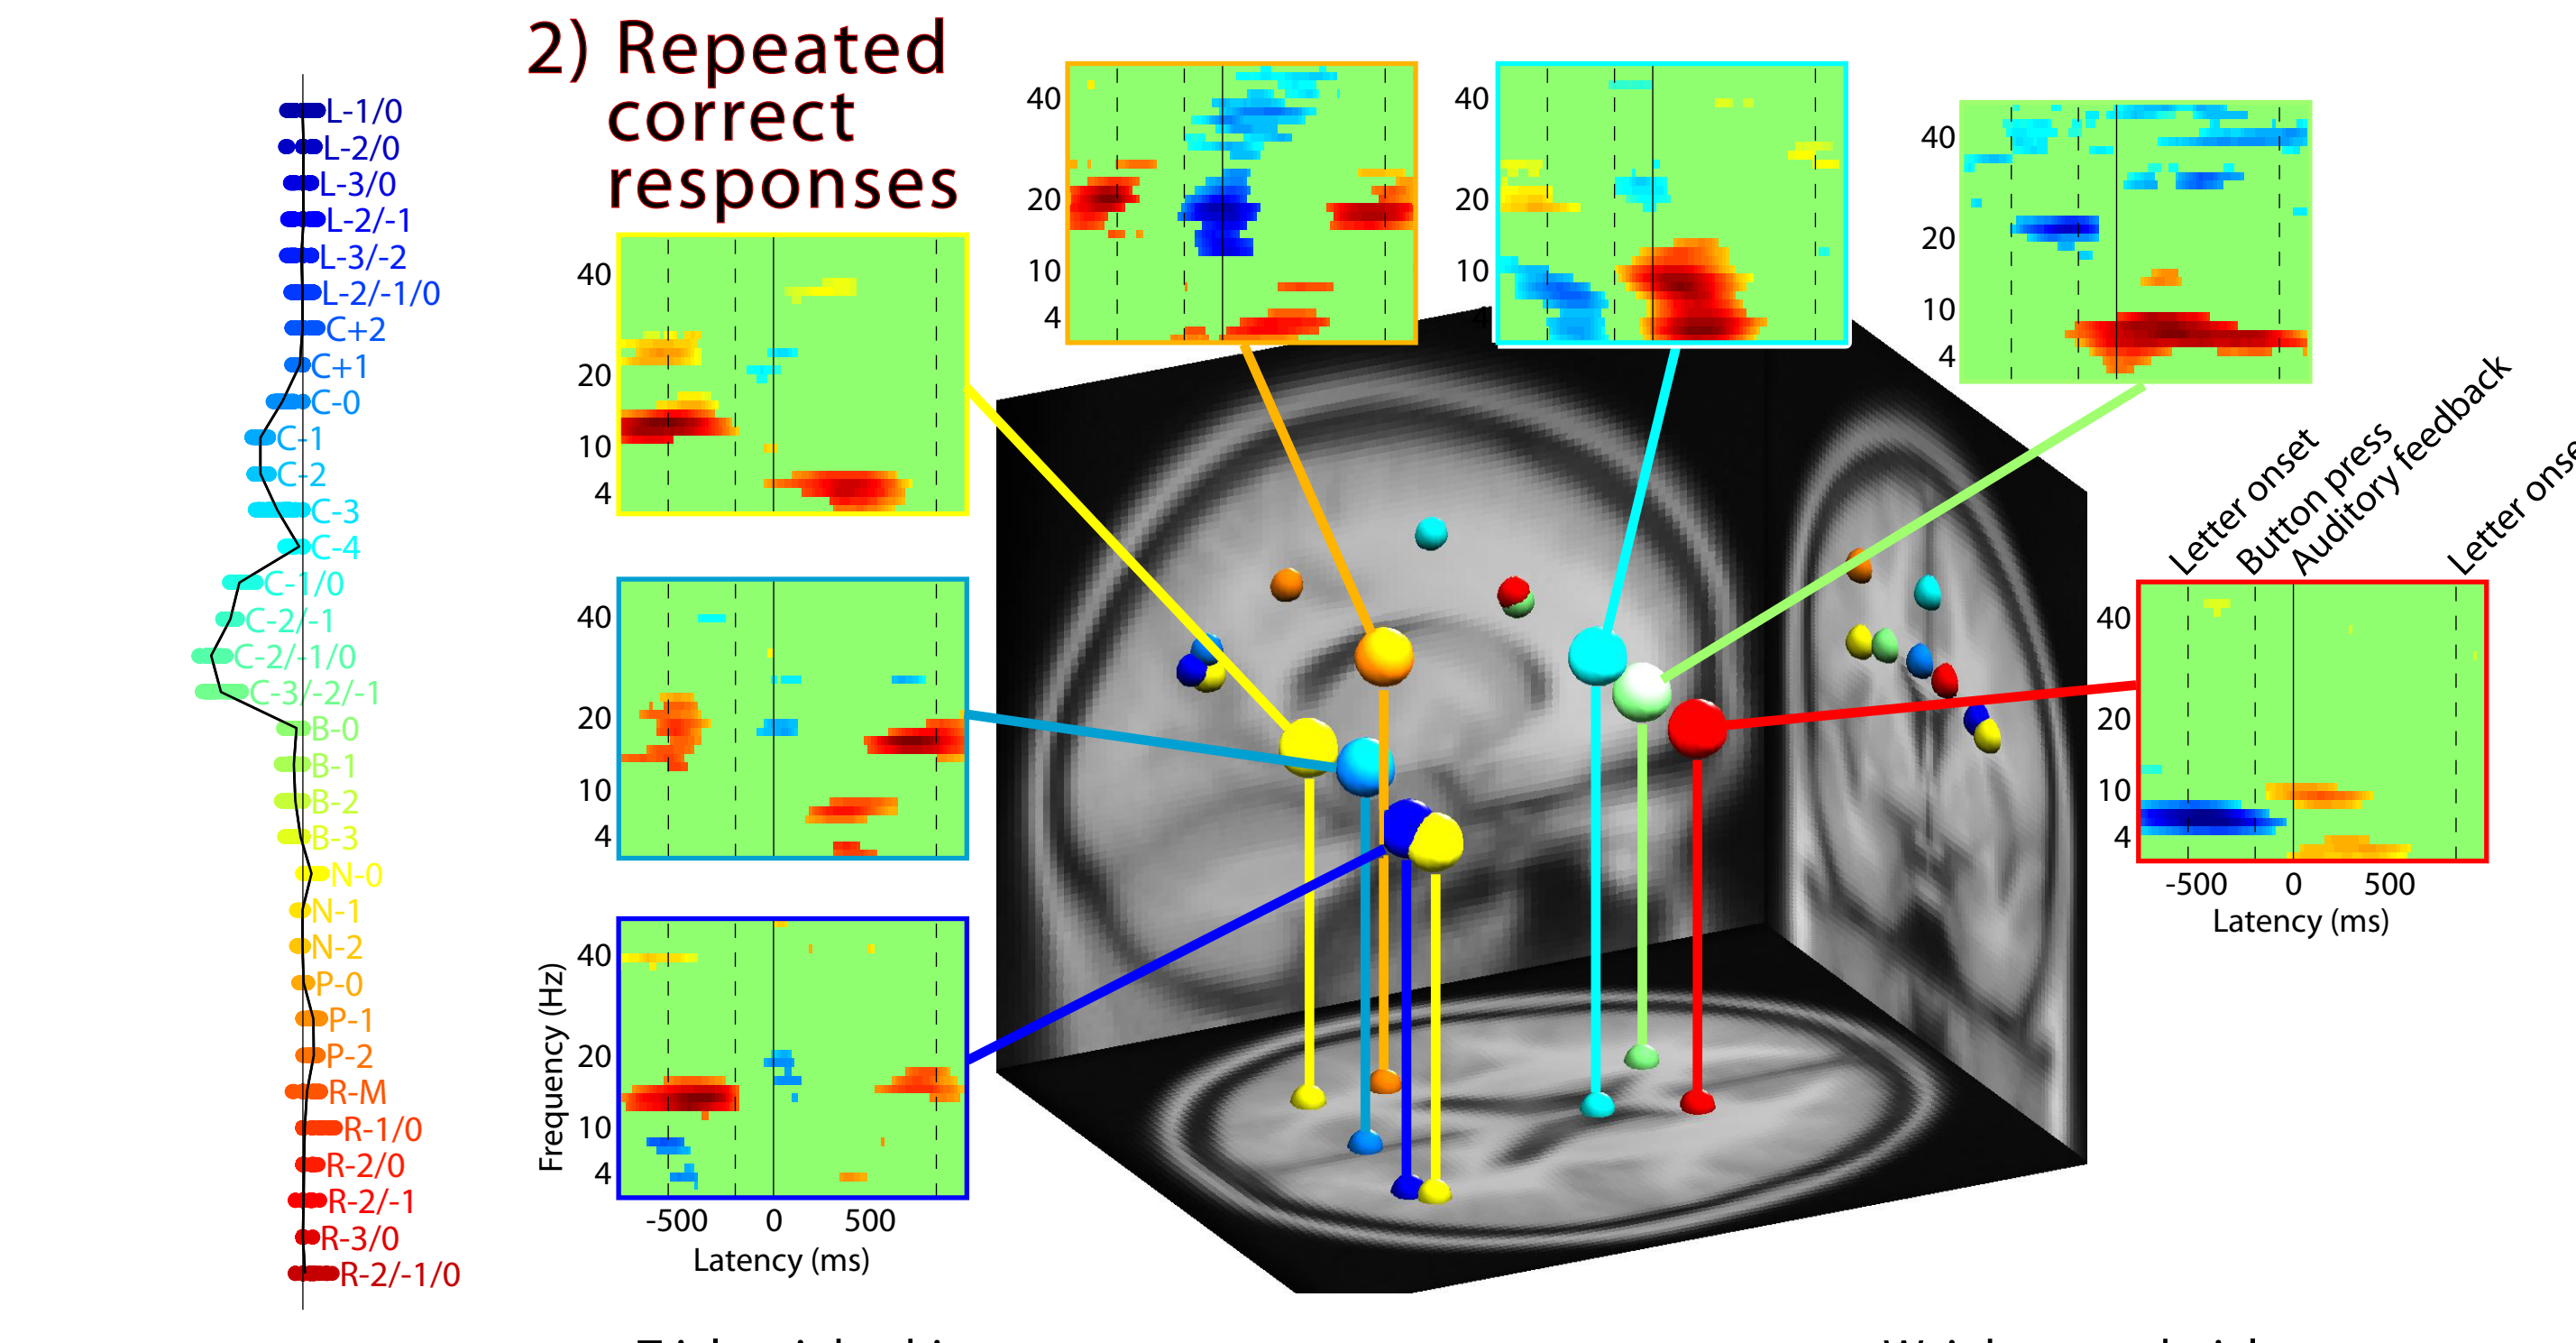 L-1/0
L-2/0
L-3/0
L-2/-1
L-3/-2
L-2/-1/0
C+2
C+1
C-0
C-1
C-2
C-3
C-4
C-1/0
C-2/-1
C-2/-1/0
C-3/-2/-1
B-0
B-1
B-2
B-3
N-0
N-1
N-2
P-0
P-1
P-2
R-M
R-1/0
R-2/0
R-2/-1
R-3/0
R-2/-1/0
2) Repeated
correct
responses
40
20
10
4
40
20
10
4
40
20
10
4
Frequency (Hz)
-500 0 500
Latency (ms)
40
20
10
4
40
20
10
4
40
20
10
4
Letter onset
Button press
Auditory feedback
Letter
40
20
10
4
-500 0 500
Latency (ms)